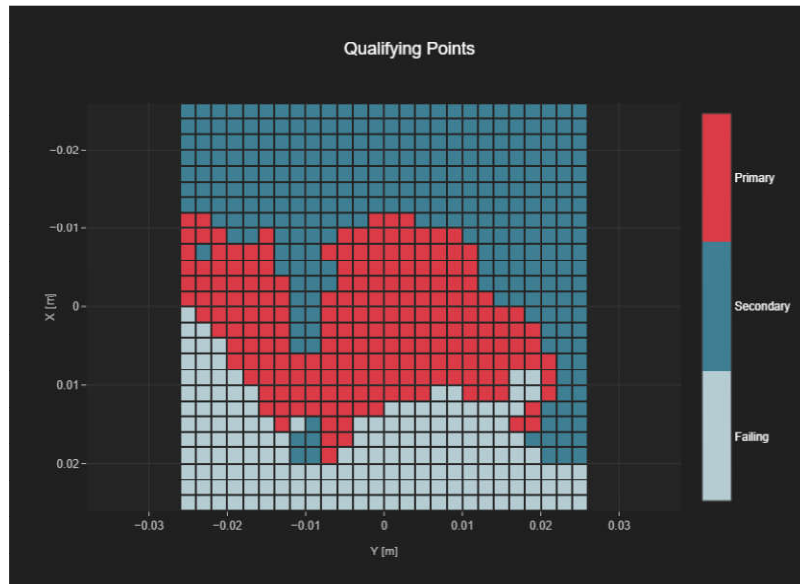 Qualifying Points
−0.02
−0.01
0
0.01
0.02
X [m]
−0.03
−0.02
−0.01
0
0.01
0.02
0.03
Y [m]
Primary
Secondary
Failing